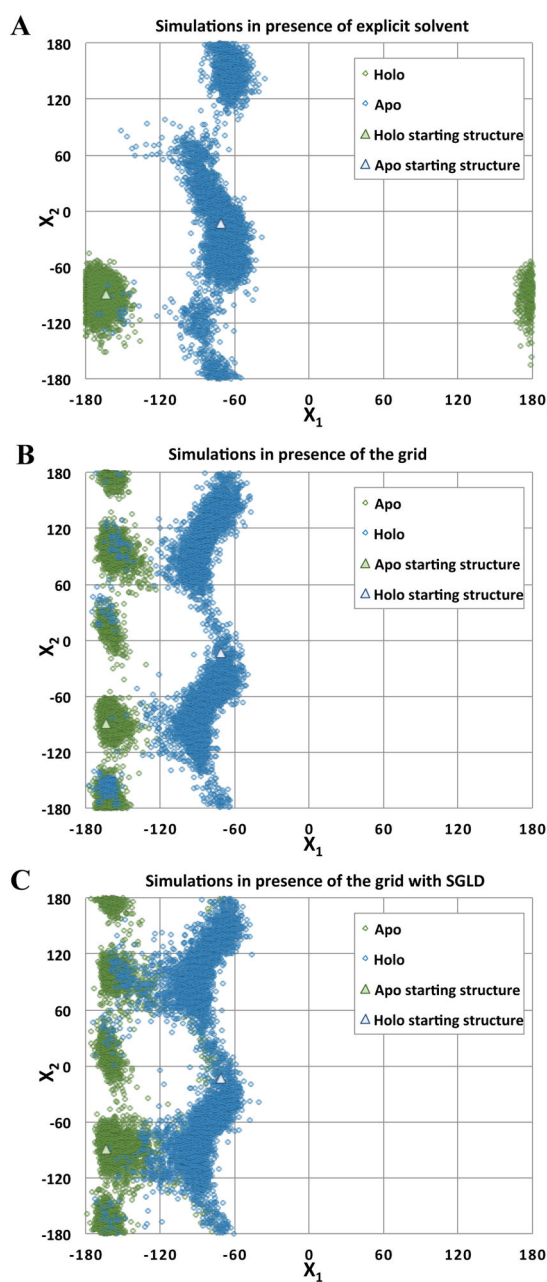 A
Simulations in presence of explicit solvent
180
120
60
0
-60
-120
-180
X2
-180
-120
-60
0
60
120
180
X1
Holo
Apo
Holo starting structure
Apo starting structure
B
Simulations in presence of the grid
180
120
60
0
-60
-120
-180
X2
-180
-120
-60
0
60
120
180
X1
Apo
Holo
Apo starting structure
Holo starting structure
C
Simulations in presence of the grid with SGLD
180
120
60
0
-60
-120
-180
X2
-180
-120
-60
0
60
120
180
X1
Apo
Holo
Apo starting structure
Holo starting structure